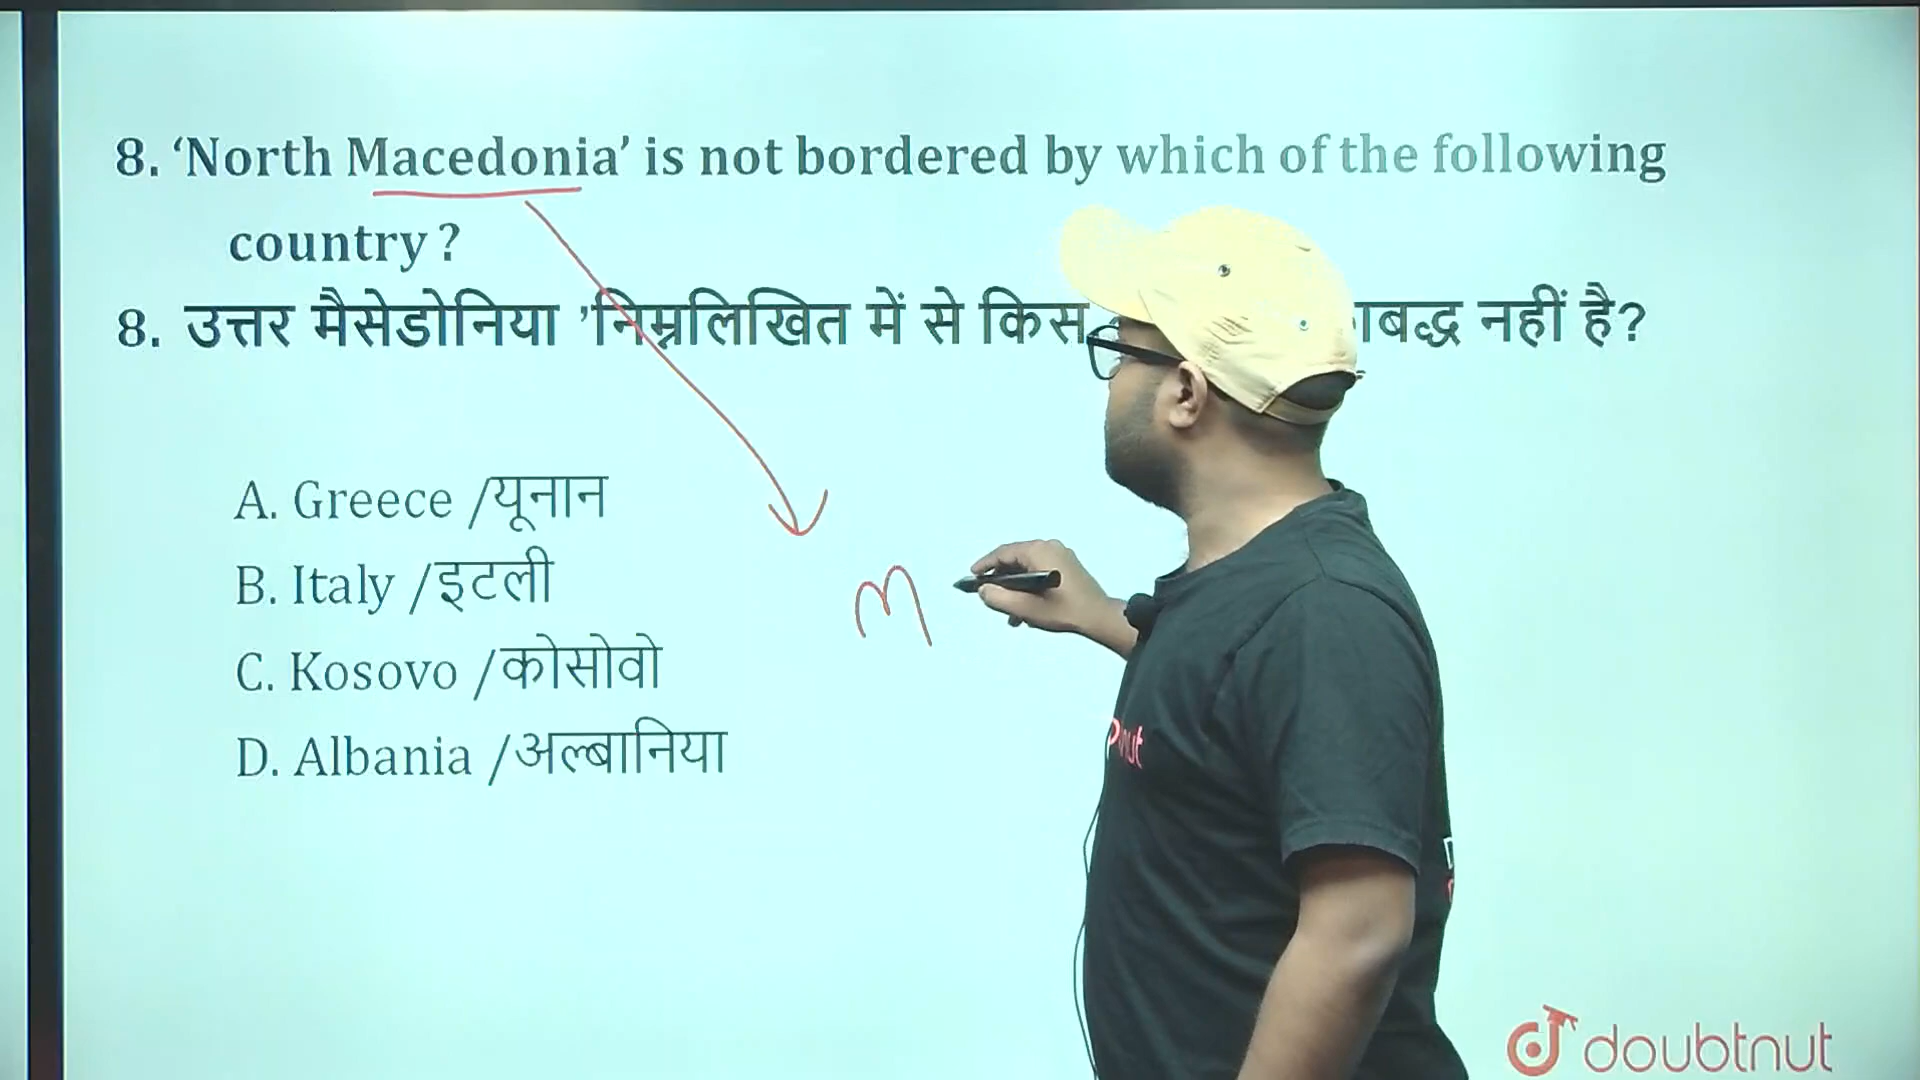 8. ‘North Macedonia’ is not bordered by which of the following
country ?
8. उत्तर मैसेडोनिया ’निम्नलिखित में से किस नहीं है?
A. Greece /यूनान
B. Italy /इटली
C. Kosovo /कोसोवो
D. Albania /अल्बानिया
M
doubtnut